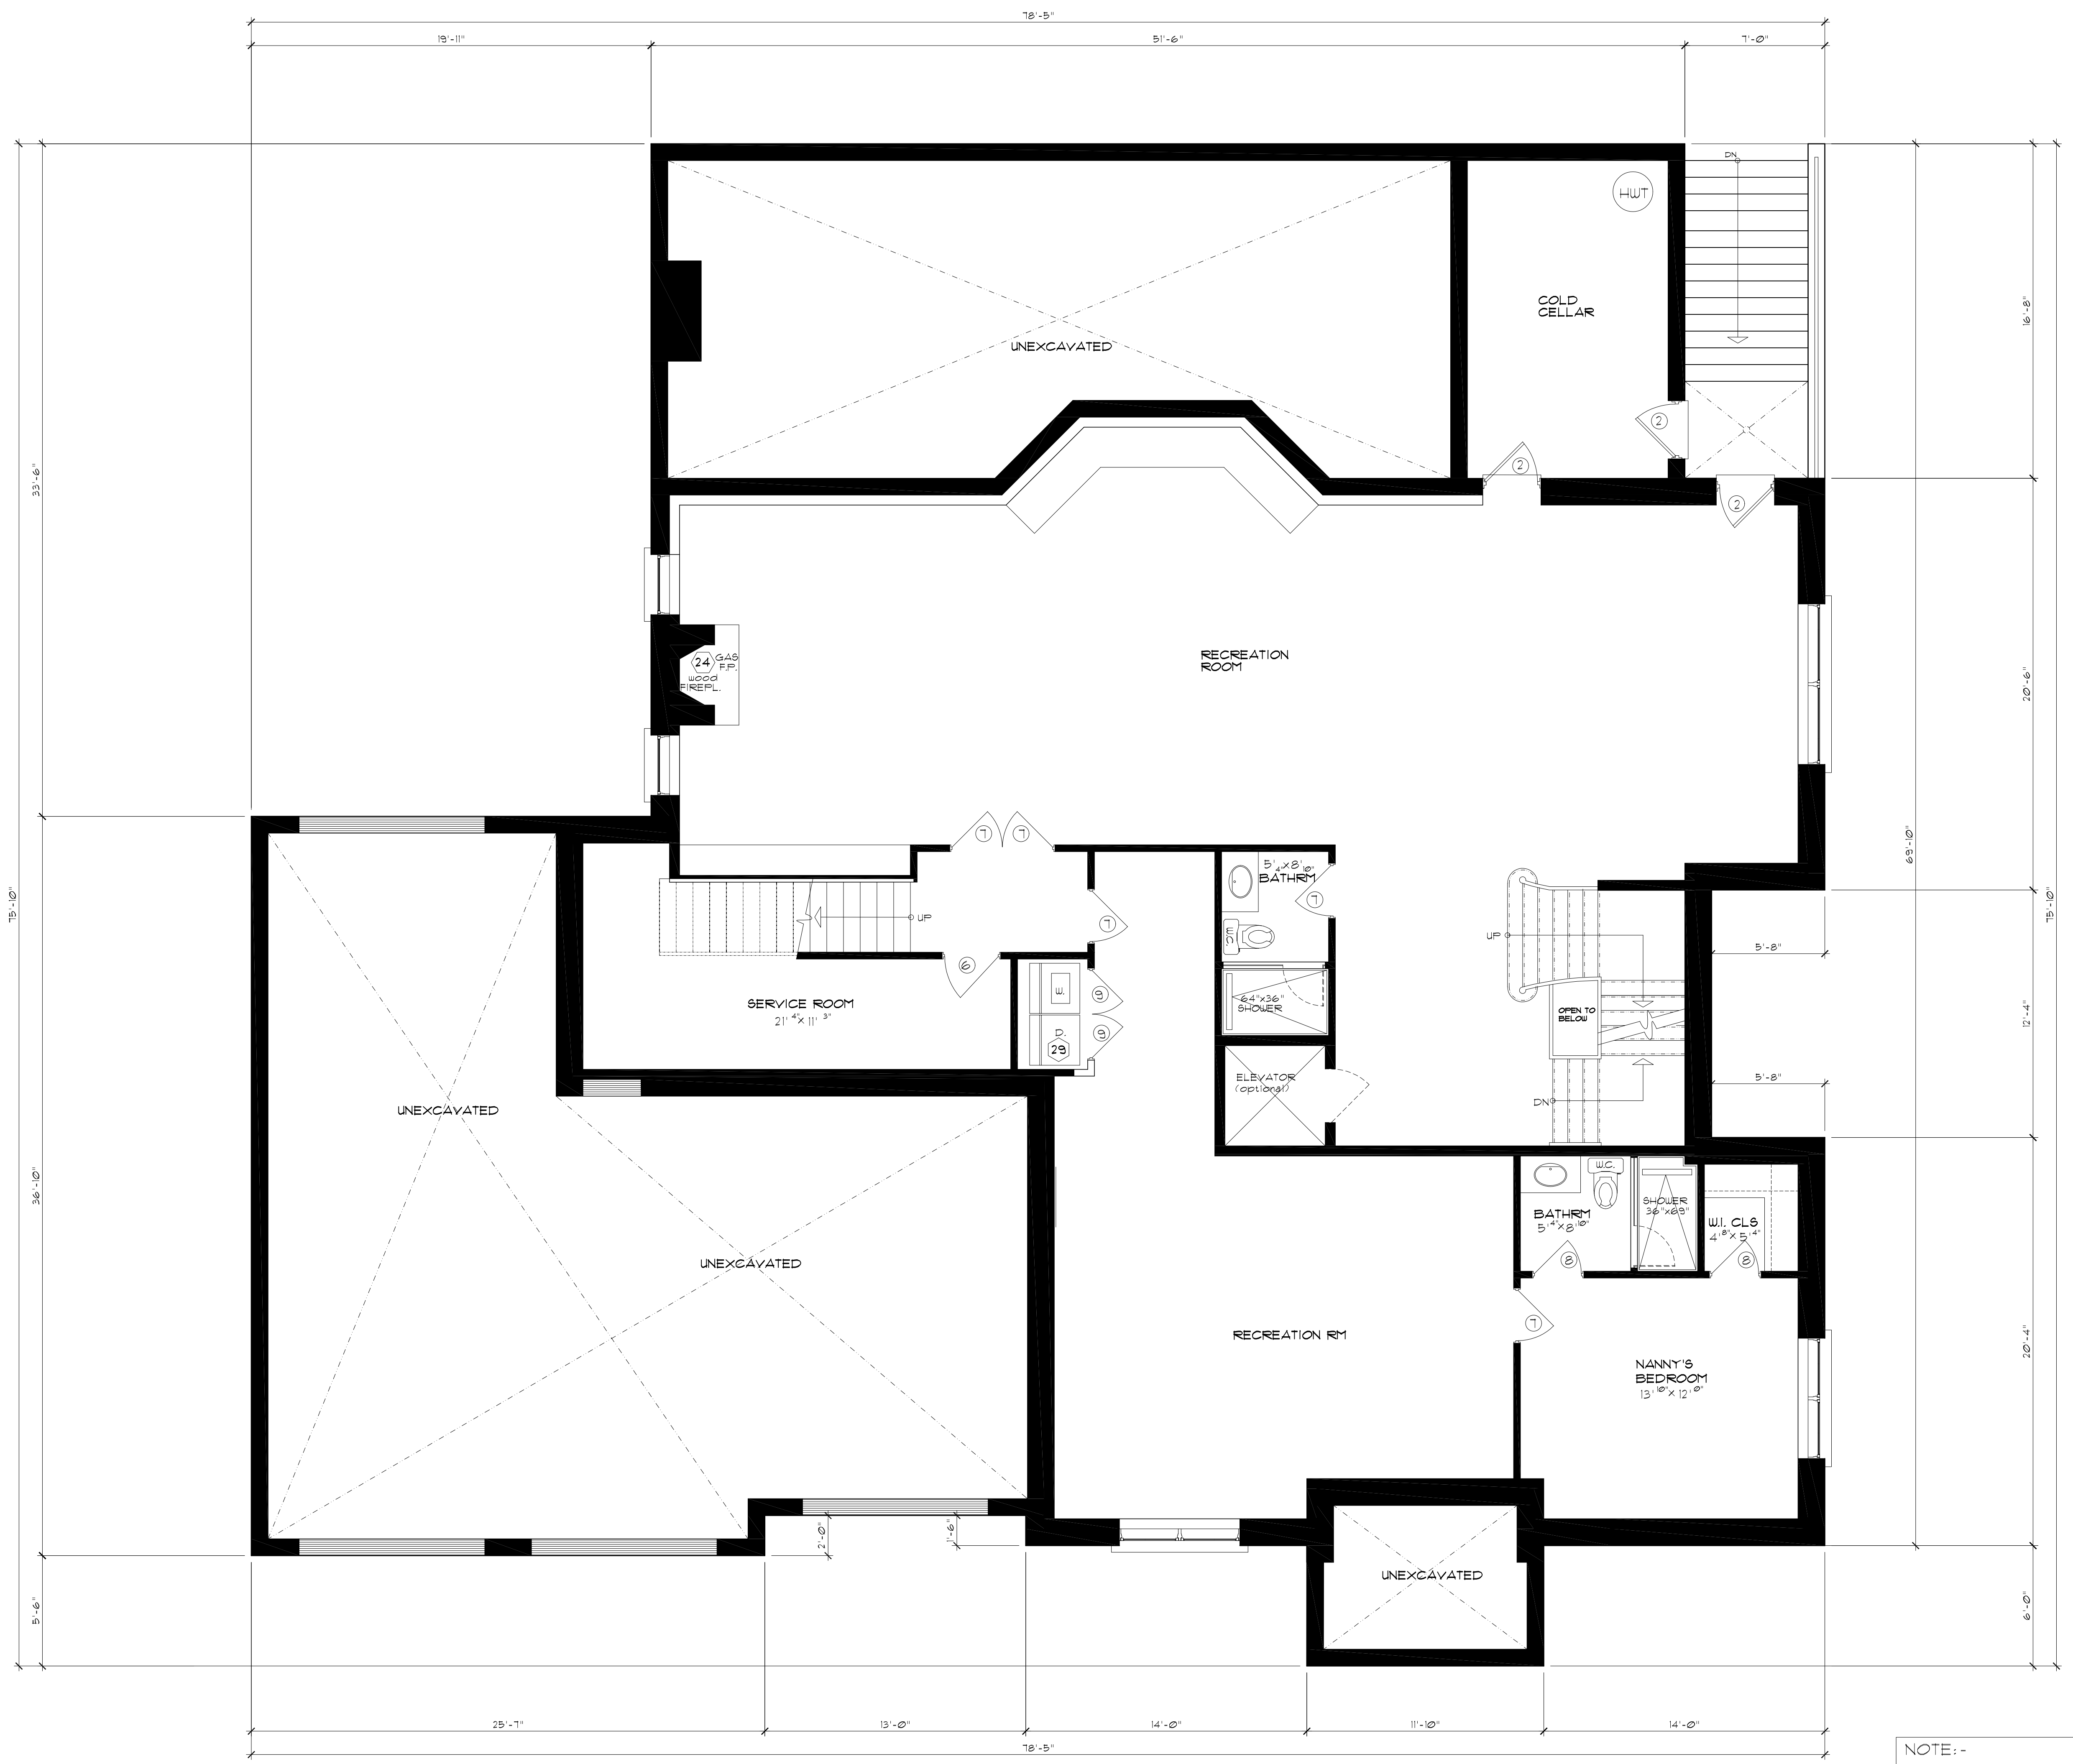 78'-5"
19'-11"
51'-6"
7'-0"
DN
HWT
COLD
CELLAR
UNEXCAVATED
16'-8"
33'-6"
2
2
2
RECREATION
ROOM
24
GAS
F.P.
WOOD
FIREPL.
20'-6"
69'-10"
75'-10"
75'-10"
7
7
5'4"x8'10"
BATHRM
7
7
W.C.
UP
UP
5'-8"
6
SERVICE ROOM
21'4"x 11'3"
W.
9
9
D.
29
64"x36"
SHOWER
OPEN TO
BELOW
12'-4"
ELEVATOR
(optional)
5'-8"
DN
UNEXCAVATED
36'-10"
W.C.
SHOWER
36"x69"
BATHRM
5'4"x8'10"
W.I. CLS
4'8"x 5'4"
8
8
UNEXCAVATED
7
RECREATION RM
NANNY'S
BEDROOM
13'10"x 12'0"
20'-4"
2'-0"
1'-6"
UNEXCAVATED
5'-6"
6'-0"
25'-7"
13'-0"
14'-0"
11'-10"
14'-0"
78'-5"
NOTE:-